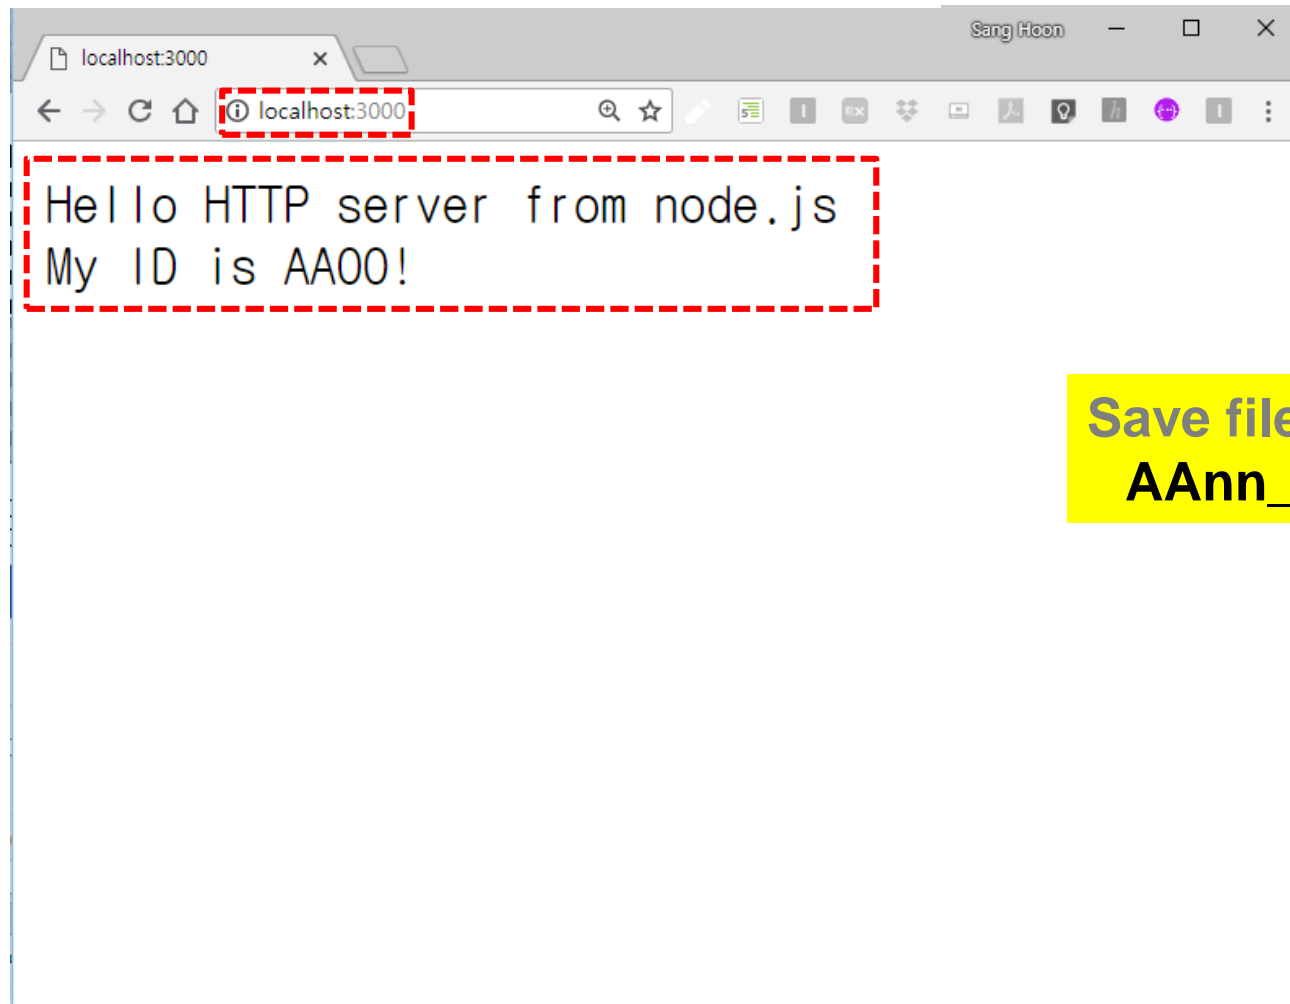 Sang Hoon
localhost:3000
localhost:3000
Hello HTTP server from node.js
My ID is AA00!
Save file
AAnn_